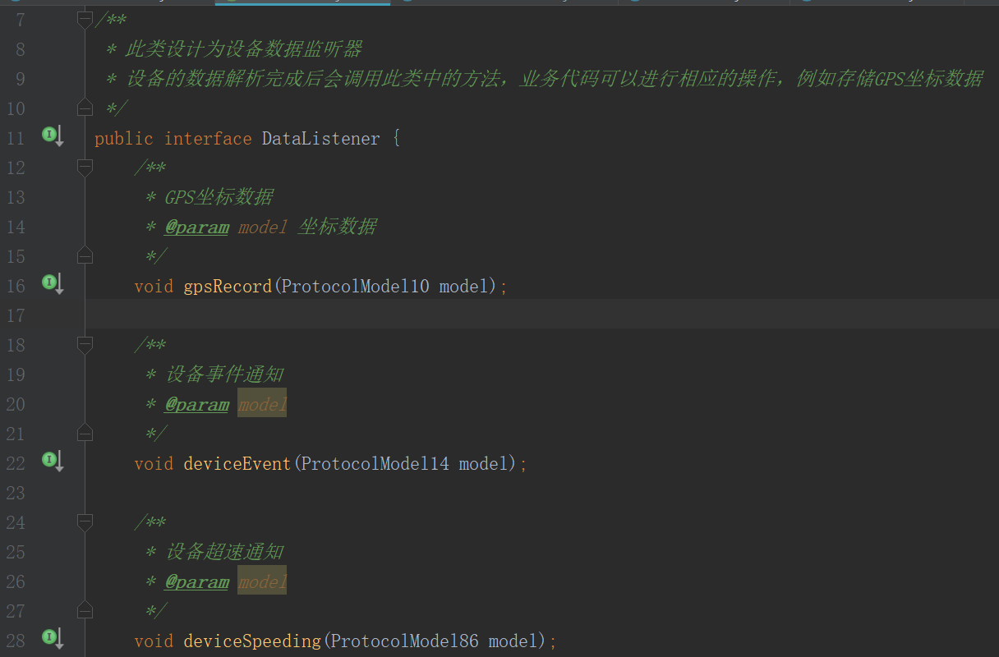 7 /**
8 * 此类设计为设备数据监听器
9 * 设备的数据解析完成后会调用此类中的方法，业务代码可以进行相应的操作，例如存储GPS坐标数据
10 */
11 public interface DataListener {
12 /**
13 * GPS坐标数据
14 * @param model 坐标数据
15 */
16 void gpsRecord(ProtocolModel10 model);
17
18 /**
19 * 设备事件通知
20 * @param model
21 */
22 void deviceEvent(ProtocolModel14 model);
23
24 /**
25 * 设备超速通知
26 * @param model
27 */
28 void deviceSpeeding(ProtocolModel86 model);